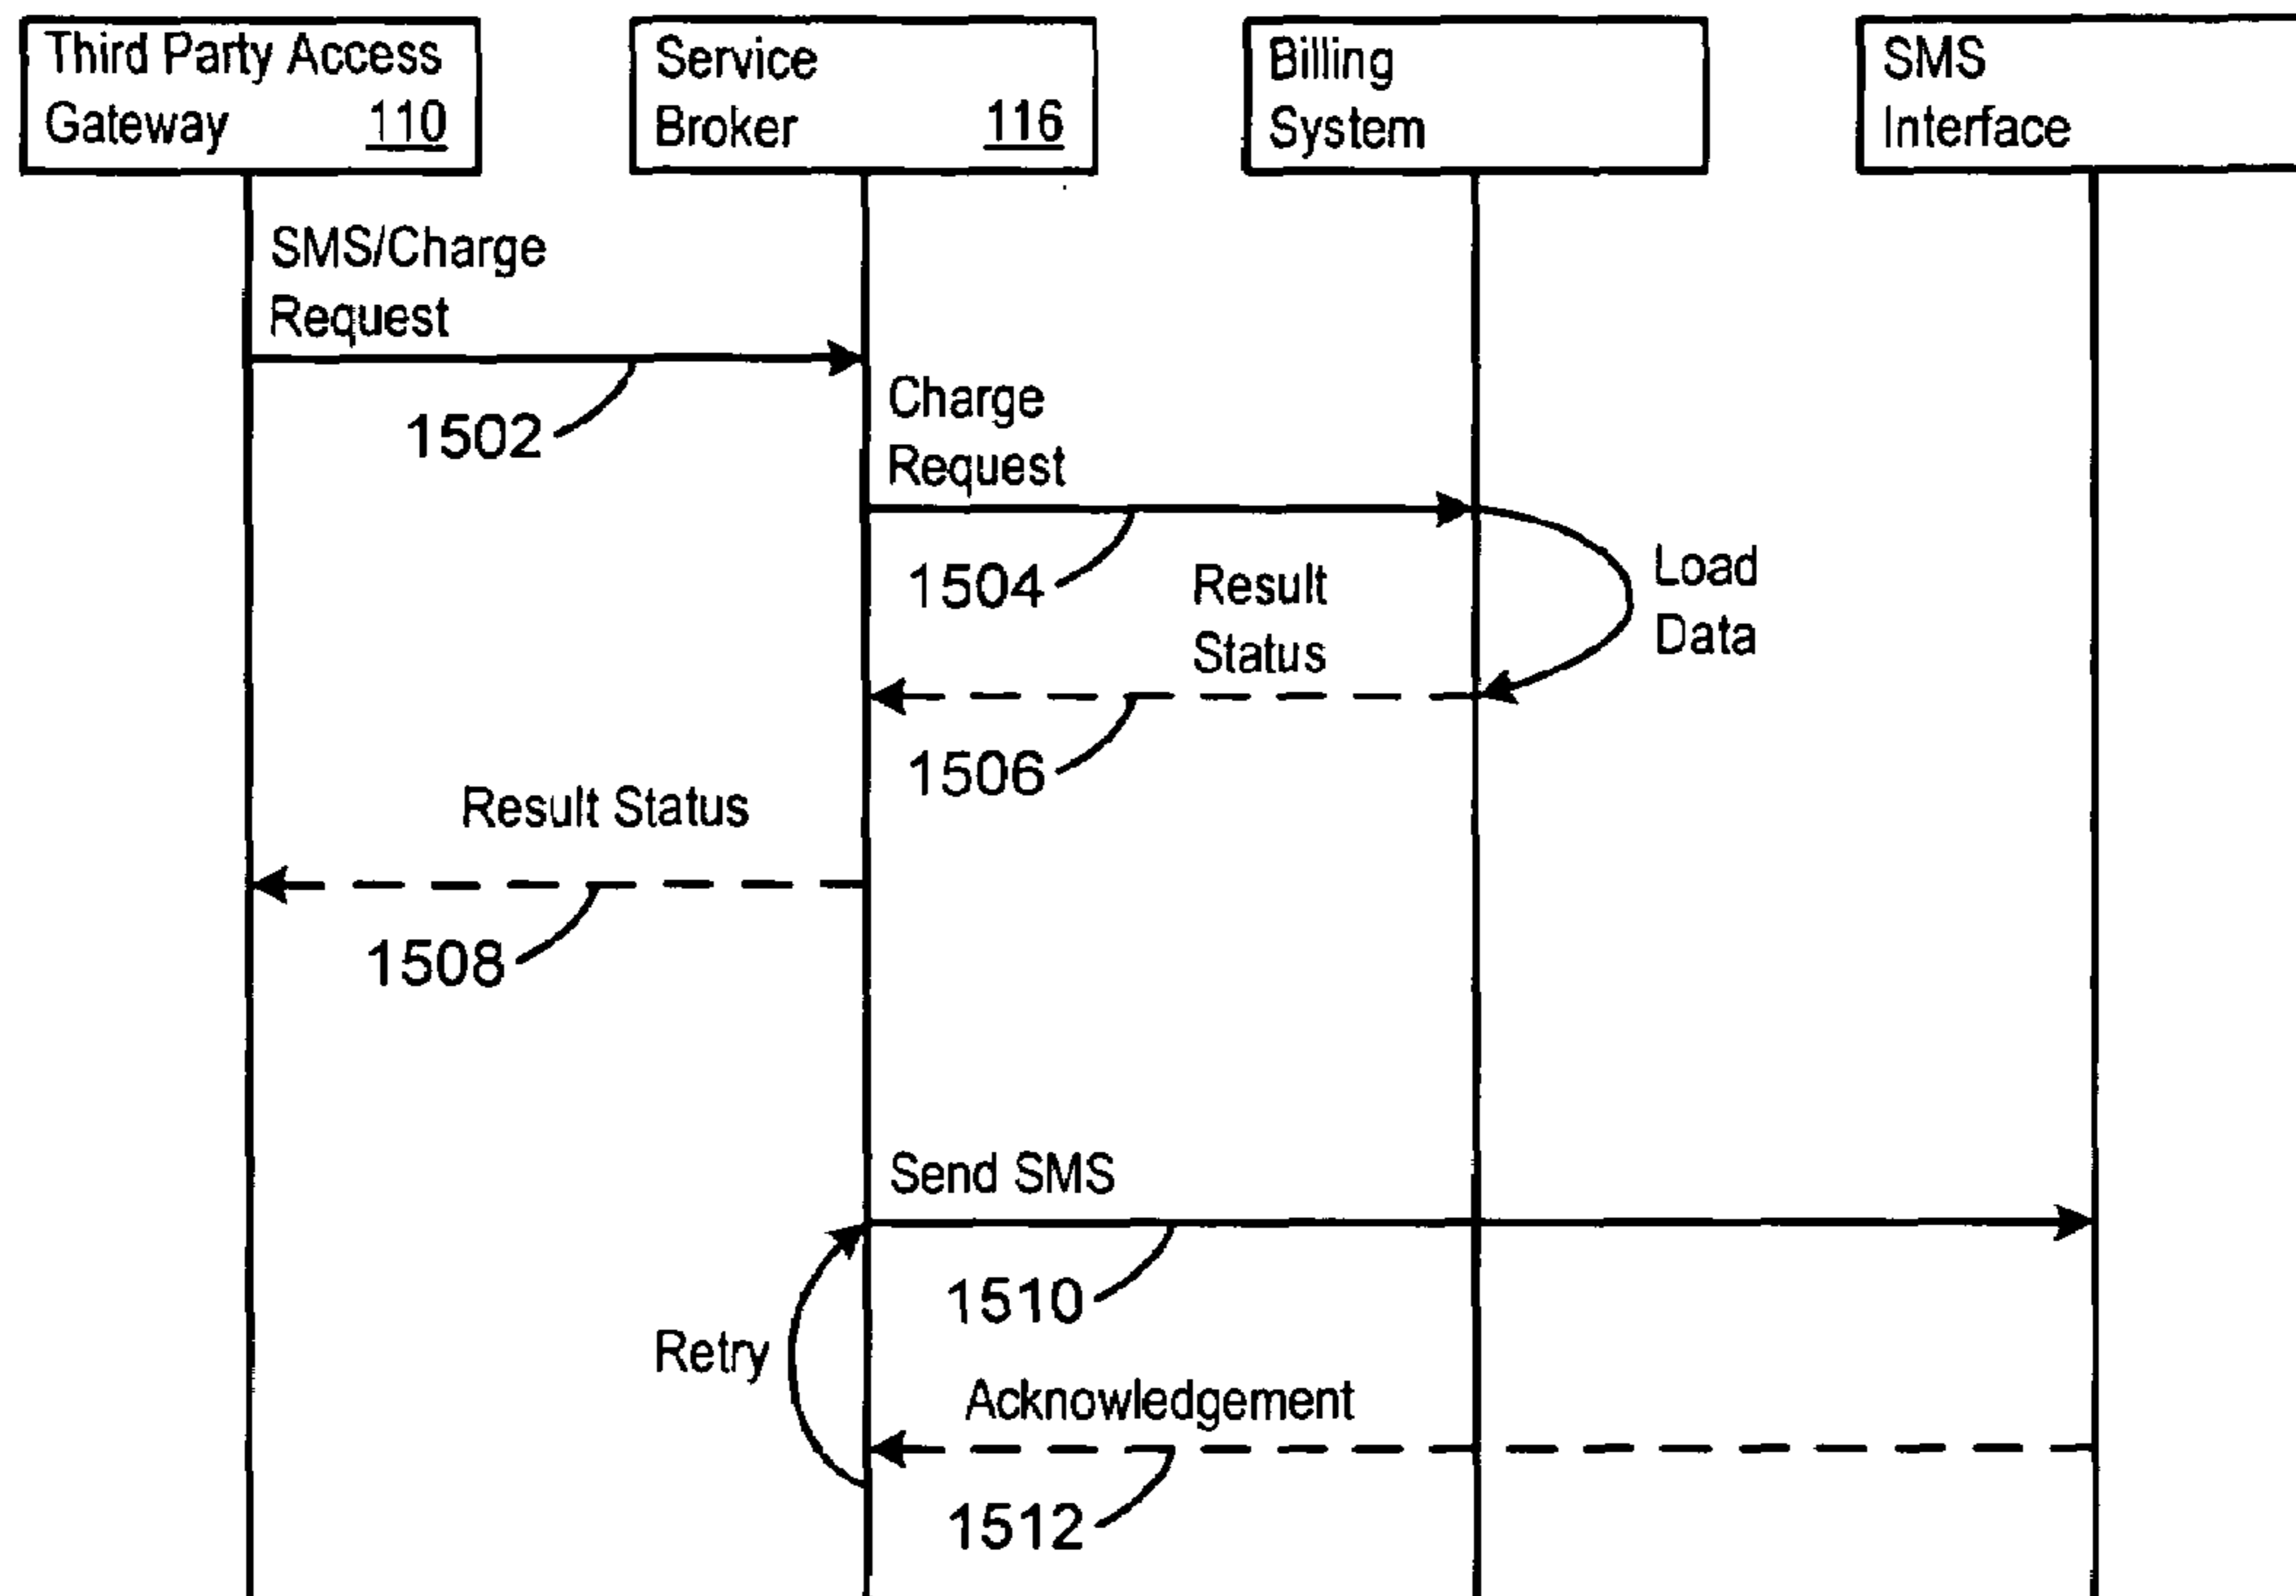 Third Party Access
Gateway 110
Service
Broker 116
Billing
System
SMS
Interface
SMS/Charge
Request
1502
Charge
Request
1504
Result
Status
Load
Data
1506
Result Status
1508
Send SMS
1510
Retry
Acknowledgement
1512